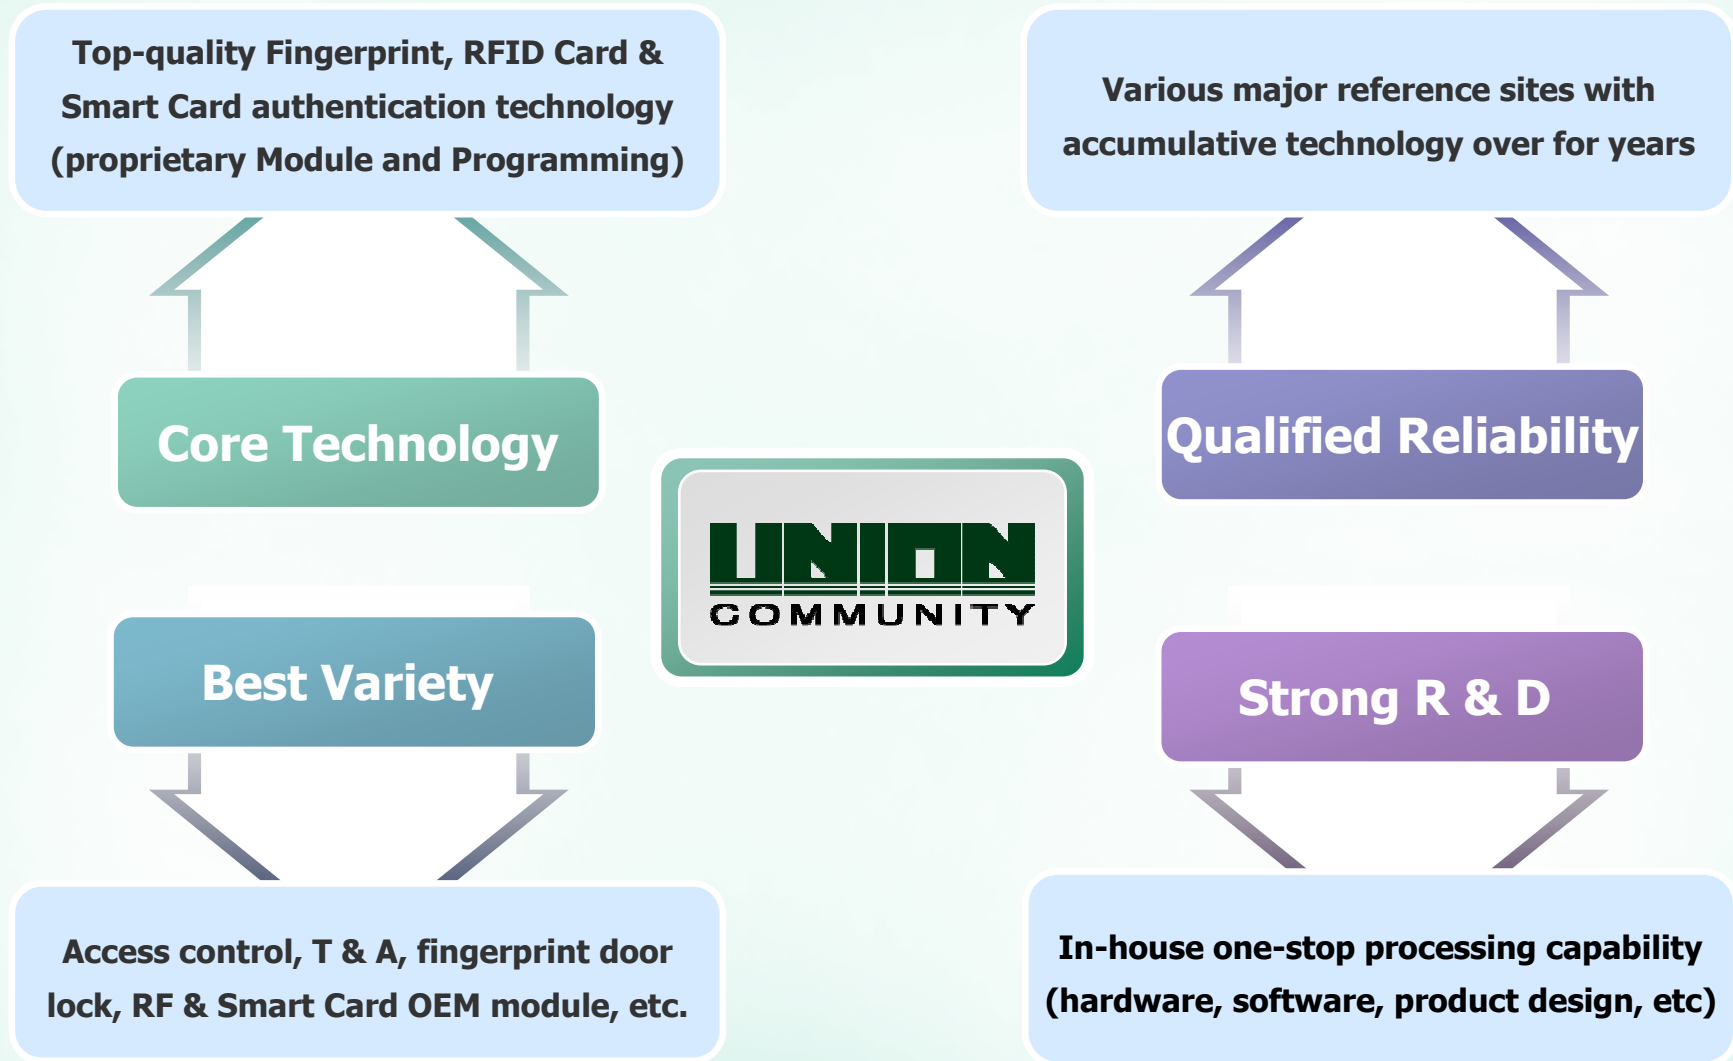 Top-quality Fingerprint, RFID Card &
Smart Card authentication technology
(proprietary Module and Programming)
Various major reference sites with
accumulative technology over for years
Core Technology
Qualified Reliability
UNION
COMMUNITY
Best Variety
Strong R & D
Access control, T & A, fingerprint door
lock, RF & Smart Card OEM module, etc.
In-house one-stop processing capability
(hardware, software, product design, etc)